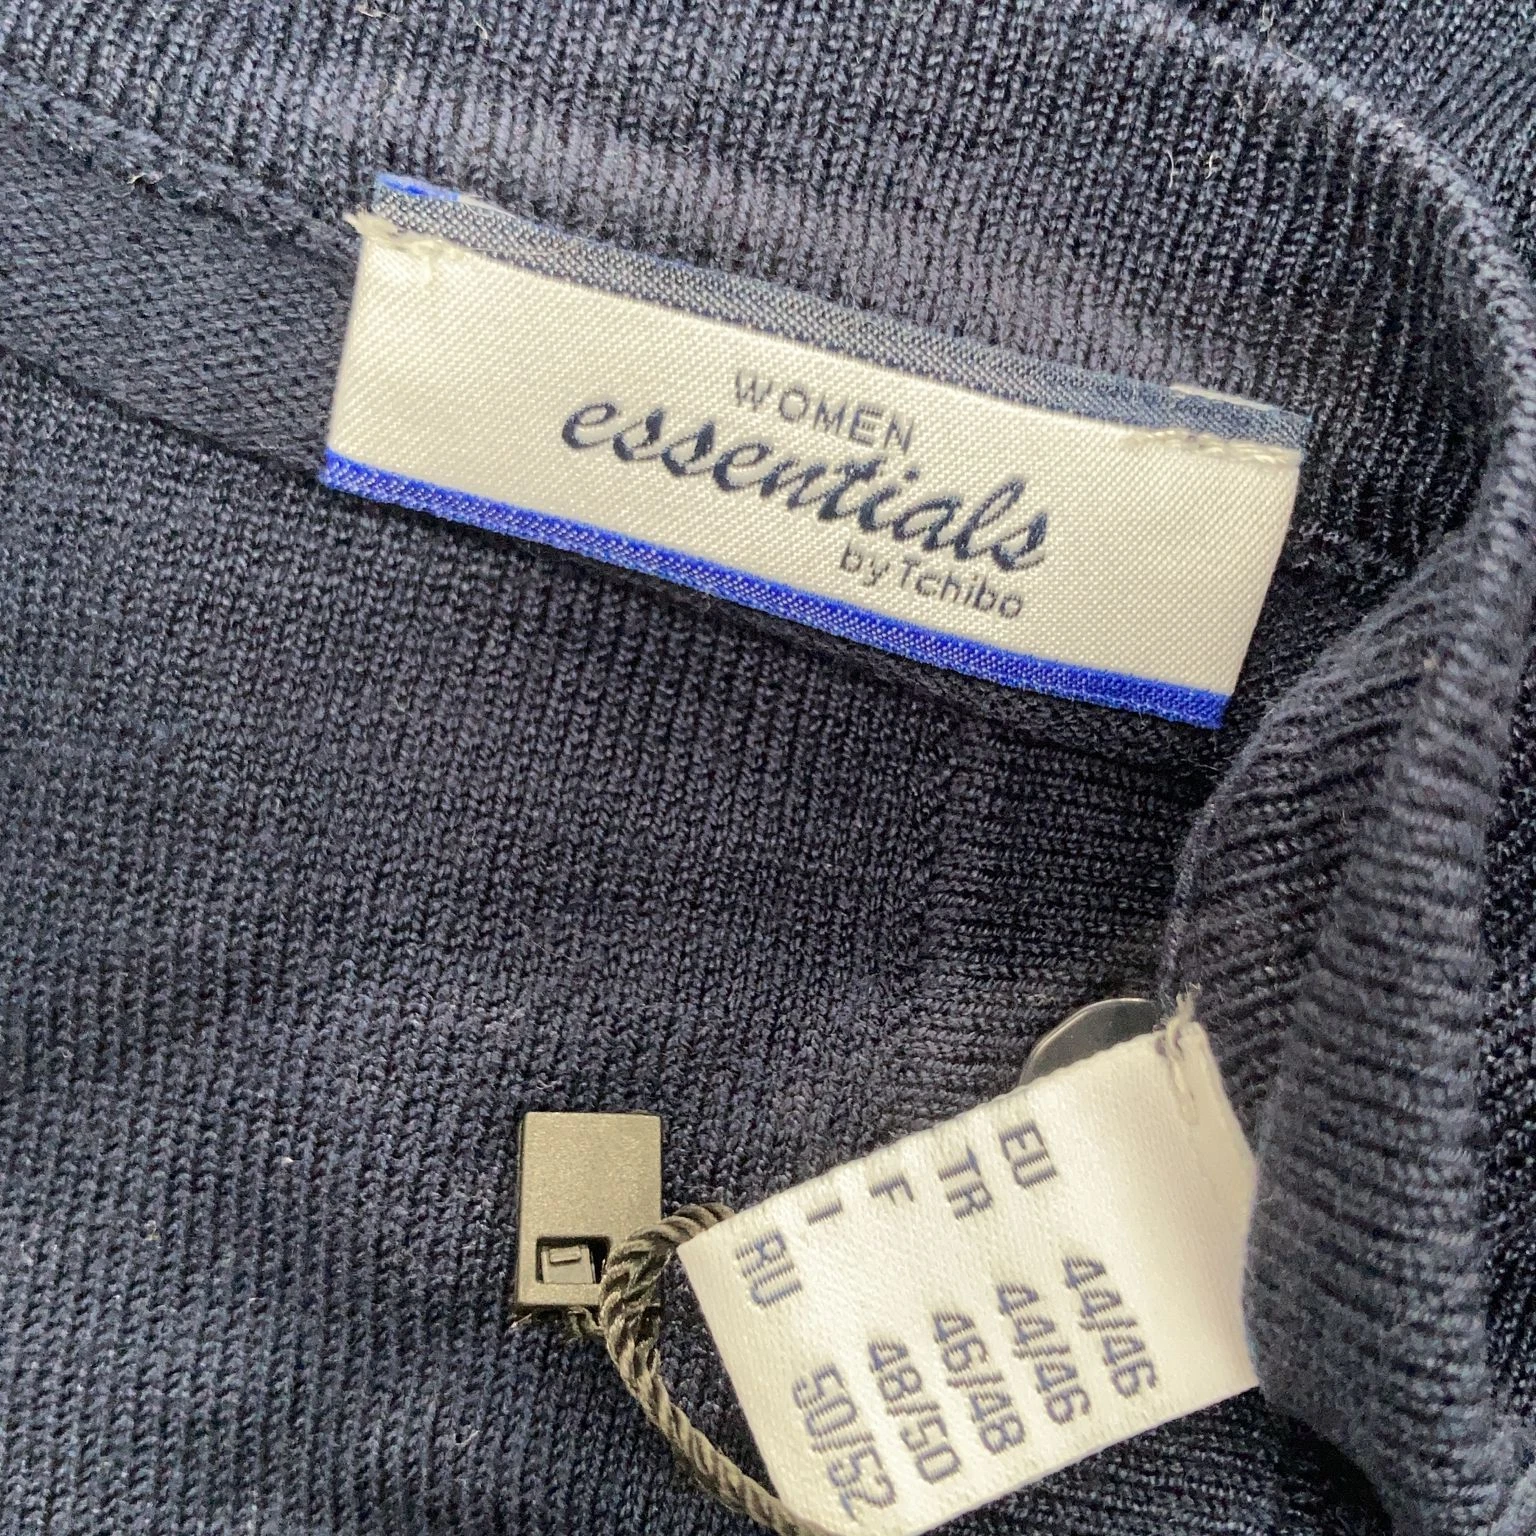 WOMEN
essentials
by Tchibo
EU 44/46
TR 44/46
F 46/48
I 48/50
RU 50/52